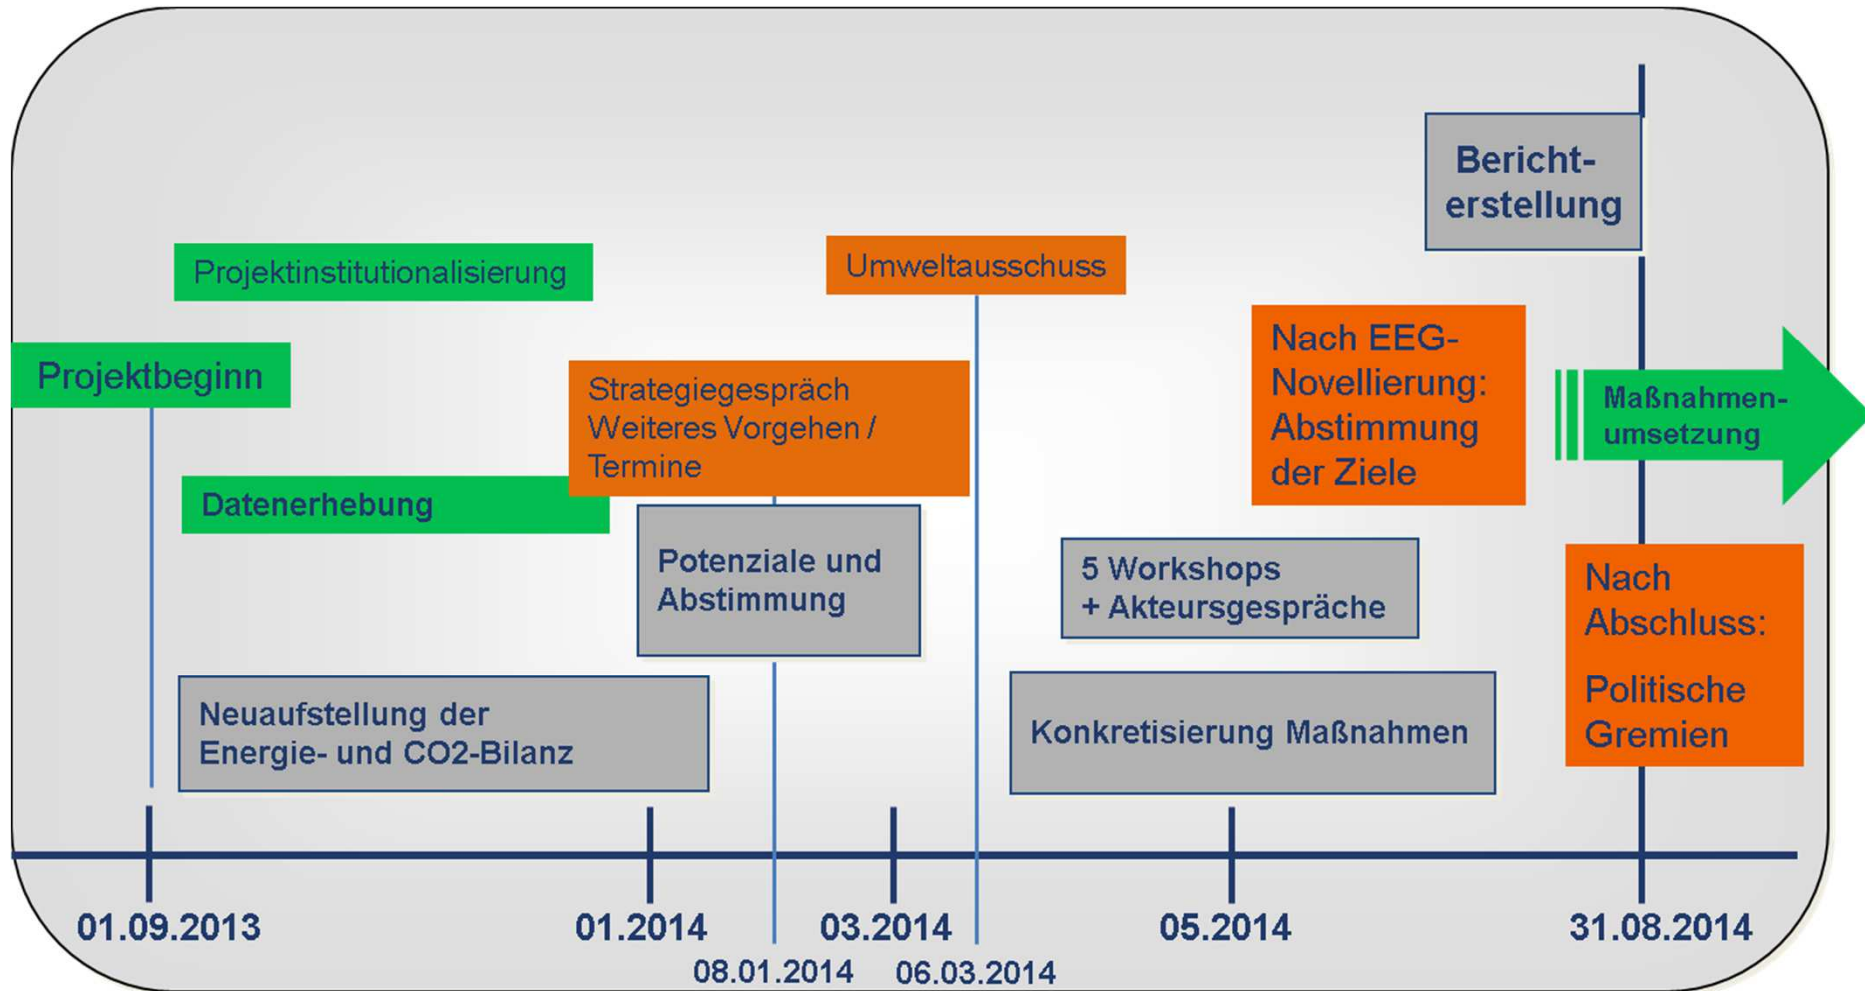 Bericht-
erstellung
Projektinstitutionalisierung
Umweltausschuss
Projektbeginn
Strategiegespräch
Weiteres Vorgehen /
Termine
Nach EEG-
Novellierung:
Abstimmung
der Ziele
Maßnahmen-
umsetzung
Datenerhebung
Potenziale und
Abstimmung
5 Workshops
+ Akteursgespräche
Nach
Abschluss:
Politische
Gremien
Neuaufstellung der
Energie- und CO2-Bilanz
Konkretisierung Maßnahmen
01.09.2013
01.2014
03.2014
05.2014
31.08.2014
08.01.2014
06.03.2014